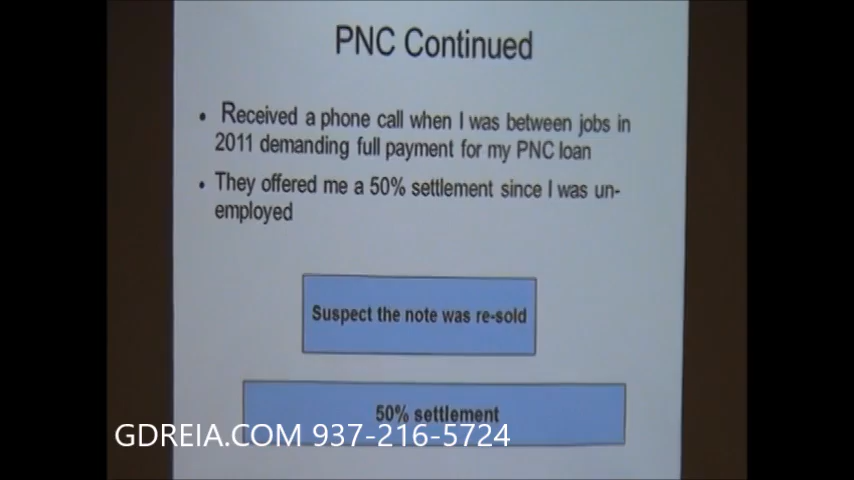 PNC Continued
• Received a phone call when I was between jobs in
2011 demanding full payment for my PNC loan
• They offered me a 50% settlement since I was un-
employed
Suspect the note was re-sold
50% settlement
GDREIA.COM 937-216-5724